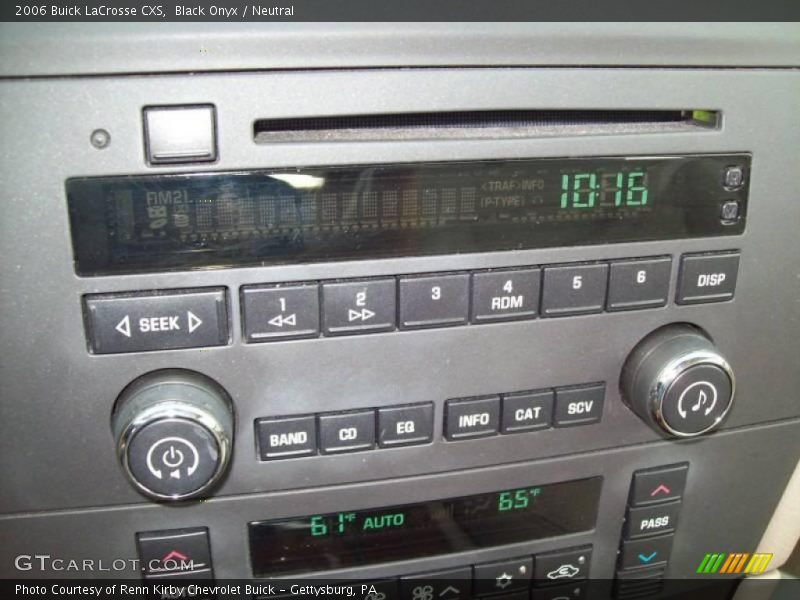 2006 Buick LaCrosse CXS,  Black Onyx / Neutral
FM2
<TRAF>INFO
(P-TYPE)
10:16
SEEK
1
2
3
4
RDM
5
6
DISP
BAND
CD
EQ
INFO
CAT
SCV
61°F AUTO
65°F
PASS
GTCARLOT.COM
Photo Courtesy of Renn Kirby Chevrolet Buick - Gettysburg, PA